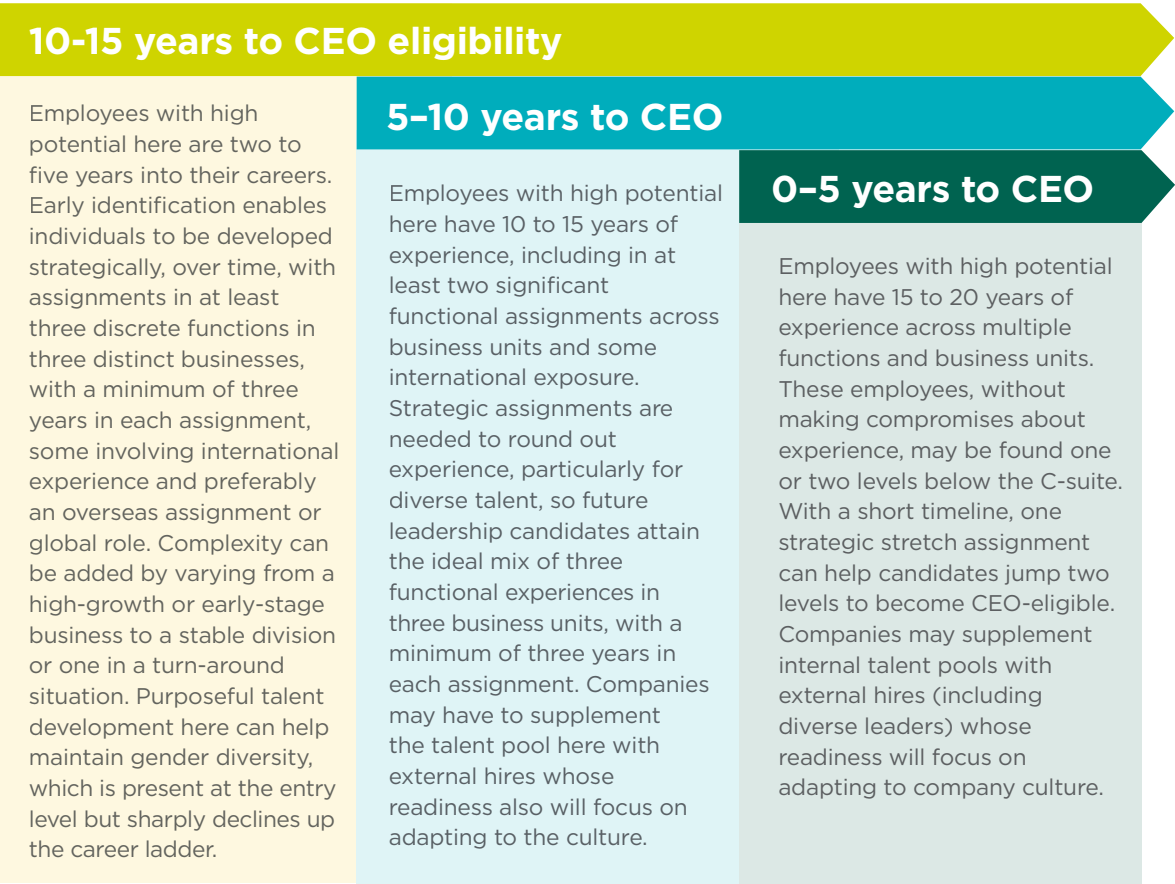 10-15 years to CEO eligibility
Employees with high
potential here are two to
five years into their careers.
Early identification enables
individuals to be developed
strategically, over time, with
assignments in at least
three discrete functions in
three distinct businesses,
with a minimum of three
years in each assignment,
some involving international
experience and preferably
an overseas assignment or
global role. Complexity can
be added by varying from a
high-growth or early-stage
business to a stable division
or one in a turn-around
situation. Purposeful talent
development here can help
maintain gender diversity,
which is present at the entry
level but sharply declines up
the career ladder.
5–10 years to CEO
Employees with high potential
here have 10 to 15 years of
experience, including in at
least two significant
functional assignments across
business units and some
international exposure.
Strategic assignments are
needed to round out
experience, particularly for
diverse talent, so future
leadership candidates attain
the ideal mix of three
functional experiences in
three business units, with a
minimum of three years in
each assignment. Companies
may have to supplement
the talent pool here with
external hires whose
readiness also will focus on
adapting to the culture.
0–5 years to CEO
Employees with high potential
here have 15 to 20 years of
experience across multiple
functions and business units.
These employees, without
making compromises about
experience, may be found one
or two levels below the C-suite.
With a short timeline, one
strategic stretch assignment
can help candidates jump two
levels to become CEO-eligible.
Companies may supplement
internal talent pools with
external hires (including
diverse leaders) whose
readiness will focus on
adapting to company culture.